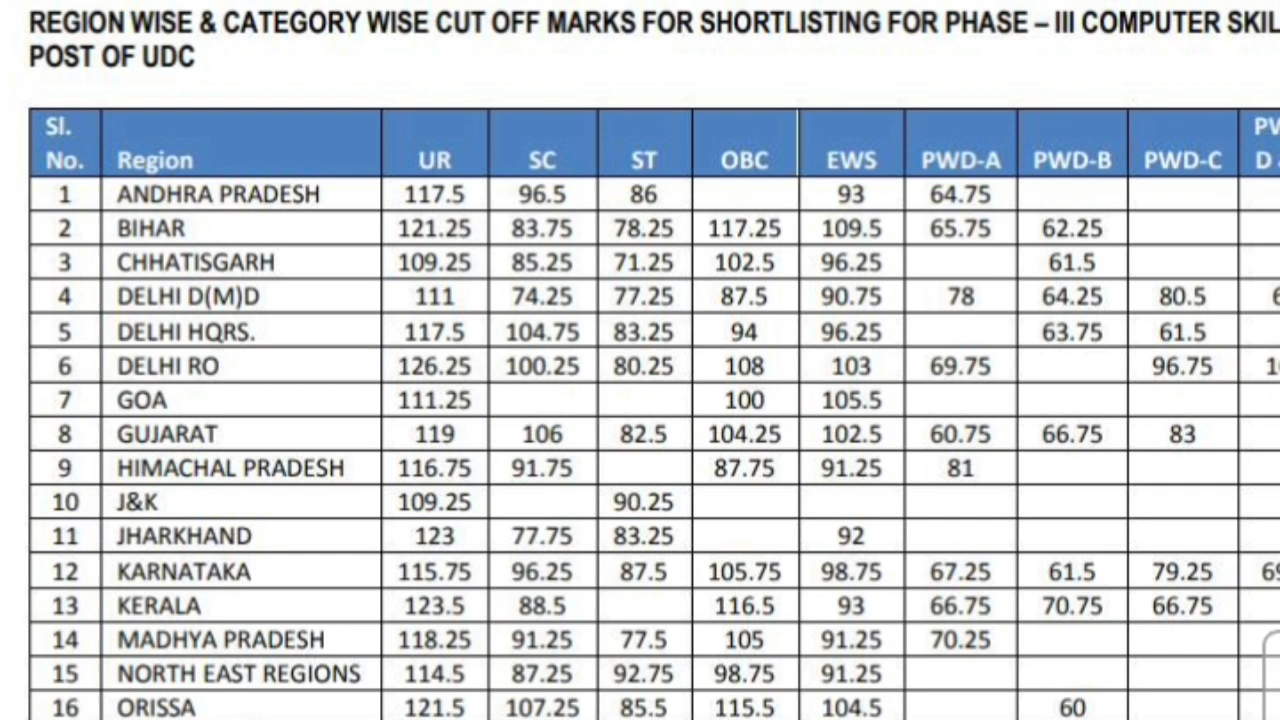 REGION WISE & CATEGORY WISE CUT OFF MARKS FOR SHORTLISTING FOR PHASE – III COMPUTER
POST OF UDC
Sl. No. Region UR SC ST OBC EWS PWD-A PWD-B PWD-C
1 ANDHRA PRADESH 117.5 96.5 86 93 64.75
2 BIHAR 121.25 83.75 78.25 117.25 109.5 65.75 62.25
3 CHHATISGARH 109.25 85.25 71.25 102.5 96.25 61.5
4 DELHI D(M)D 111 74.25 77.25 87.5 90.75 78 64.25 80.5
5 DELHI HQRS. 117.5 104.75 83.25 94 96.25 63.75 61.5
6 DELHI RO 126.25 100.25 80.25 108 103 69.75 96.75
7 GOA 111.25 100 105.5
8 GUJARAT 119 106 82.5 104.25 102.5 60.75 66.75 83
9 HIMACHAL PRADESH 116.75 91.75 87.75 91.25 81
10 J&K 109.25 90.25
11 JHARKHAND 123 77.75 83.25 92
12 KARNATAKA 115.75 96.25 87.5 105.75 98.75 67.25 61.5 79.25
13 KERALA 123.5 88.5 116.5 93 66.75 70.75 66.75
14 MADHYA PRADESH 118.25 91.25 77.5 105 91.25 70.25
15 NORTH EAST REGIONS 114.5 87.25 92.75 98.75 91.25
16 ORISSA 121.5 107.25 85.5 115.5 104.5 60